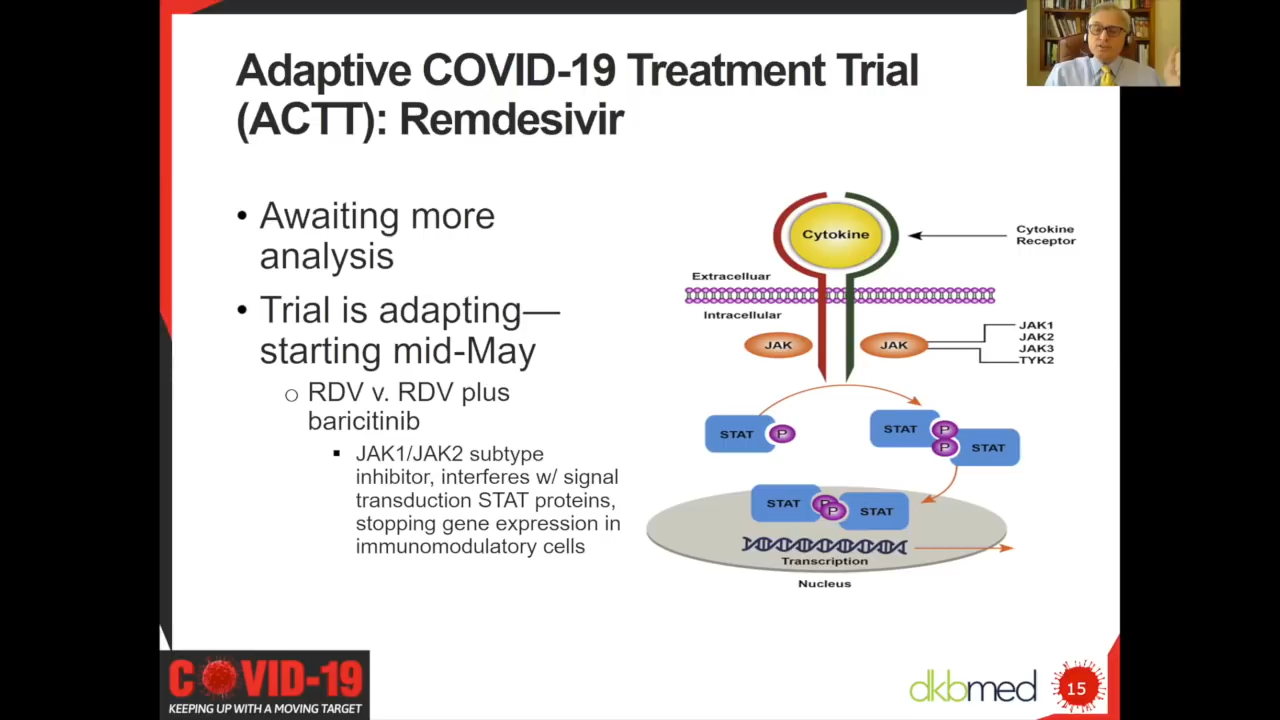 Adaptive COVID-19 Treatment Trial
(ACTT): Remdesivir
• Awaiting more
analysis
• Trial is adapting—
starting mid-May
o RDV v. RDV plus
baricitinib
▪ JAK1/JAK2 subtype
inhibitor, interferes w/ signal
transduction STAT proteins,
stopping gene expression in
immunomodulatory cells
Cytokine
Cytokine
Receptor
Extracelluar
Intracellular
JAK
JAK
JAK1
JAK2
JAK3
TYK2
STAT
P
STAT
P
P
STAT
STAT
P
P
STAT
Transcription
Nucleus
COVID-19
KEEPING UP WITH A MOVING TARGET
dkbmed
15